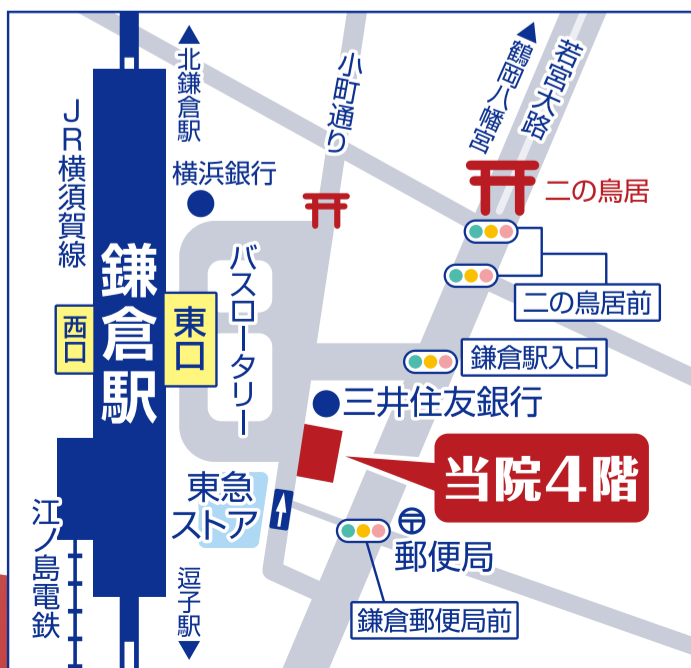 ▲北鎌倉駅
小町通り
▲鶴岡八幡宮
若宮大路
JR横須賀線
横浜銀行
二の鳥居
鎌倉駅
西口
東口
バスロータリー
二の鳥居前
鎌倉駅入口
三井住友銀行
当院4階
東急
ストア
江ノ島電鉄
逗子駅▼
〒
郵便局
鎌倉郵便局前